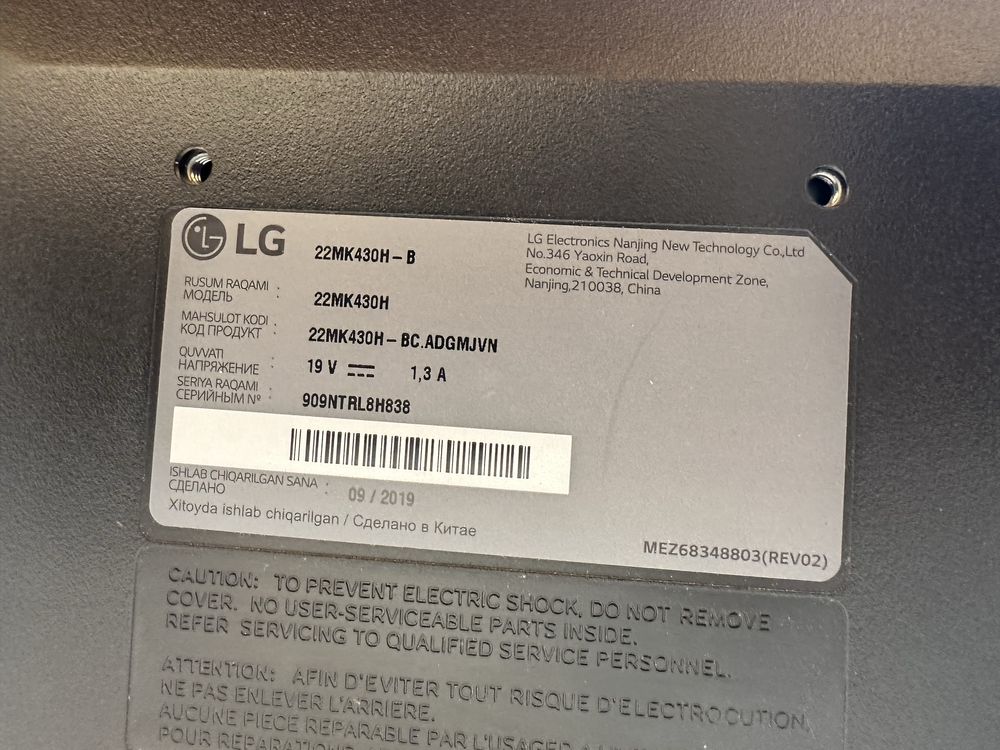 LG 22MK430H-B
LG Electronics Nanjing New Technology Co.,Ltd
No.346 Yaoxin Road,
Economic & Technical Development Zone,
Nanjing,210038, China
RUSUM RAQAMI :
МОДЕЛЬ
22MK430H
MAHSULOT KODI :
КОД ПРОДУКТ :
22MK430H-BC.ADGMJVN
QUVVATI
НАПРЯЖЕНИЕ :
19 V 1,3 A
SERIYA RAQAMI :
СЕРИЙНЫМ № :
909NTRL8H838
ISHLAB CHIQARILGAN SANA :
СДЕЛАНО
09 / 2019
Xitoyda ishlab chiqarilgan / Сделано в Китае
MEZ68348803(REV02)
CAUTION: TO PREVENT ELECTRIC SHOCK, DO NOT REMOVE
COVER. NO USER-SERVICEABLE PARTS INSIDE.
REFER SERVICING TO QUALIFIED SERVICE PERSONNEL.
ATTENTION: AFIN D'EVITER TOUT RISQUE D'ELECTROCUTION,
NE PAS ENLEVER L'ARRIERE.
AUCUNE PIECE REPARABLE PAR L'USAGER A
POUR REPARATION